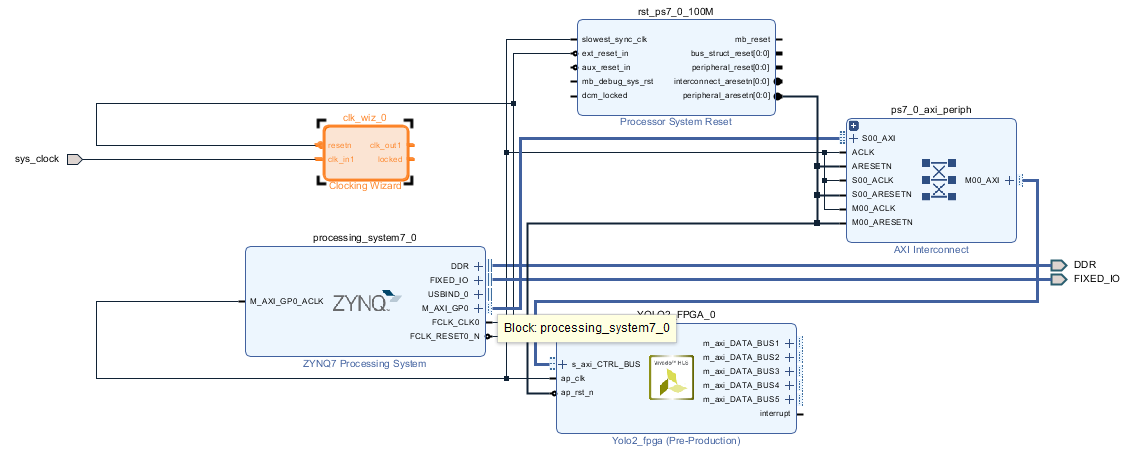 rst_ps7_0_100M
slowest_sync_clk
ext_reset_in
aux_reset_in
mb_debug_sys_rst
dcm_locked
mb_reset
bus_struct_reset[0:0]
peripheral_reset[0:0]
interconnect_aresetn[0:0]
peripheral_aresetn[0:0]
Processor System Reset
clk_wiz_0
resetn
clk_in1
clk_out1
locked
Clocking Wizard
sys_clock
ps7_0_axi_periph
S00_AXI
ACLK
ARESETN
S00_ACLK
S00_ARESETN
M00_ACLK
M00_ARESETN
M00_AXI
AXI Interconnect
processing_system7_0
M_AXI_GP0_ACLK
ZYNQ
DDR
FIXED_IO
USBIND_0
M_AXI_GP0
FCLK_CLK0
FCLK_RESET0_N
ZYNQ7 Processing System
DDR
FIXED_IO
Block: processing_system7_0
YOLO2_FPGA_0
s_axi_CTRL_BUS
ap_clk
ap_rst_n
Vivado™ HLS
m_axi_DATA_BUS1
m_axi_DATA_BUS2
m_axi_DATA_BUS3
m_axi_DATA_BUS4
m_axi_DATA_BUS5
interrupt
Yolo2_fpga (Pre-Production)